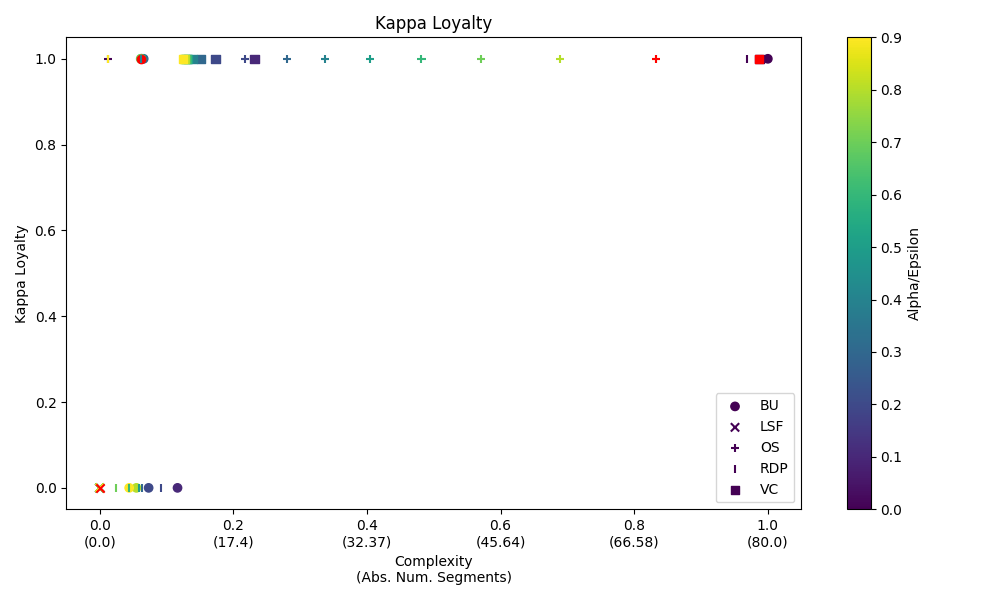 Kappa Loyalty
Kappa Loyalty
1.0
0.8
0.6
0.4
0.2
0.0
0.0 0.2 0.4 0.6 0.8 1.0
(0.0) (17.4) (32.37) (45.64) (66.58) (80.0)
Complexity
(Abs. Num. Segments)
BU
LSF
OS
RDP
VC
0.9
0.8
0.7
0.6
0.5
0.4
0.3
0.2
0.1
0.0
Alpha/Epsilon